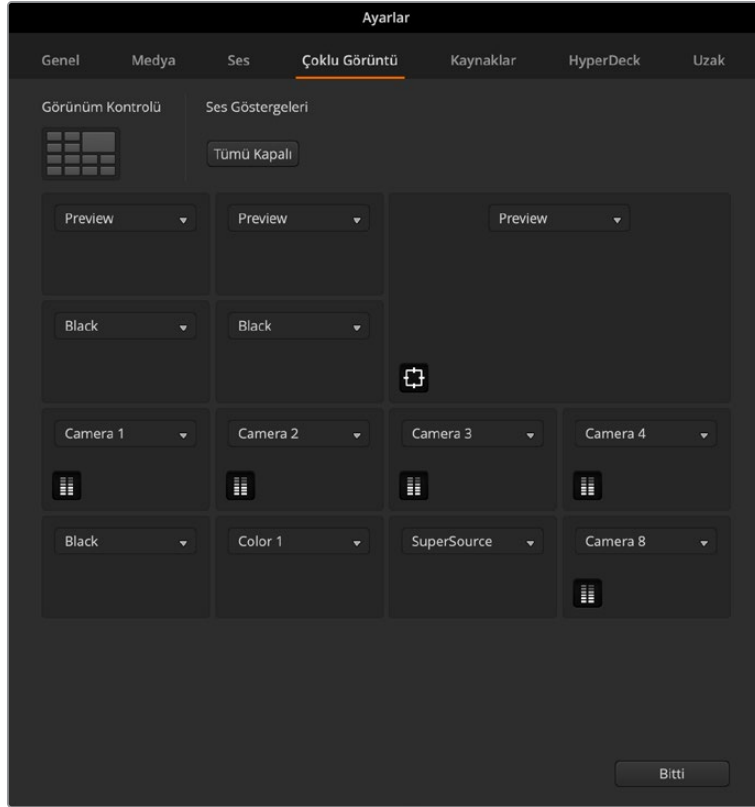 Ayarlar
Genel Medya Ses Çoklu Görüntü Kaynaklar HyperDeck Uzak
Görünüm Kontrolü Ses Göstergeleri
Tümü Kapalı
Preview Preview Preview
Black Black
Camera 1 Camera 2 Camera 3 Camera 4
Black Color 1 SuperSource Camera 8
Bitti